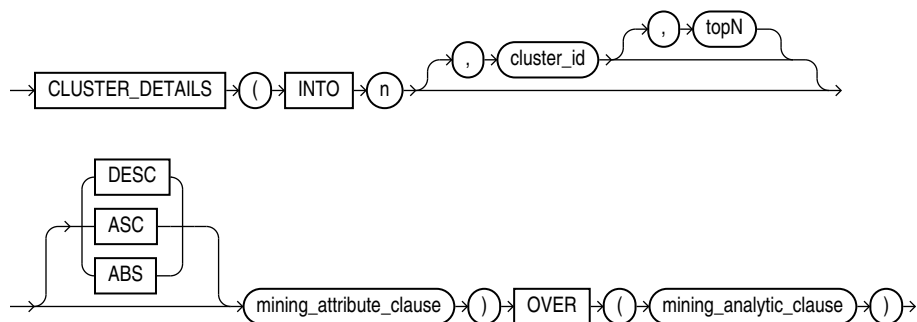 , topN
, cluster_id
CLUSTER_DETAILS ( INTO n
DESC
ASC
ABS
mining_attribute_clause ) OVER ( mining_analytic_clause )